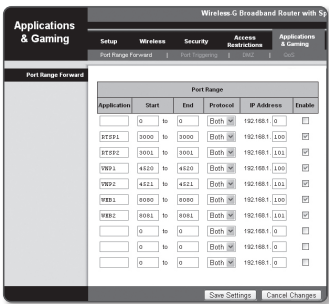 Wireless-G Broadband Router with Sp
Applications & Gaming
Setup Wireless Security Access Restrictions Applications & Gaming
Port Range Forward | Port Triggering | DMZ | QoS
Port Range Forward
Port Range
Application Start End Protocol IP Address Enable
0 to 0 Both 192.168.1. 0
RTSP1 3000 to 3000 Both 192.168.1. 100
RTSP2 3001 to 3001 Both 192.168.1. 101
VNP1 4520 to 4520 Both 192.168.1. 100
VNP2 4521 to 4521 Both 192.168.1. 101
WEB1 8080 to 8080 Both 192.168.1. 100
WEB2 8081 to 8081 Both 192.168.1. 101
0 to 0 Both 192.168.1. 0
0 to 0 Both 192.168.1. 0
0 to 0 Both 192.168.1. 0
Save Settings Cancel Changes